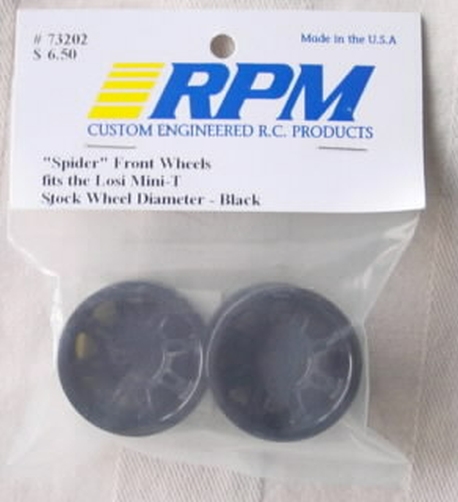 # 73202
Made in the U.S.A
$ 6.50
RPM
CUSTOM ENGINEERED R.C. PRODUCTS
"Spider" Front Wheels
fits the Losi Mini-T
Stock Wheel Diameter - Black